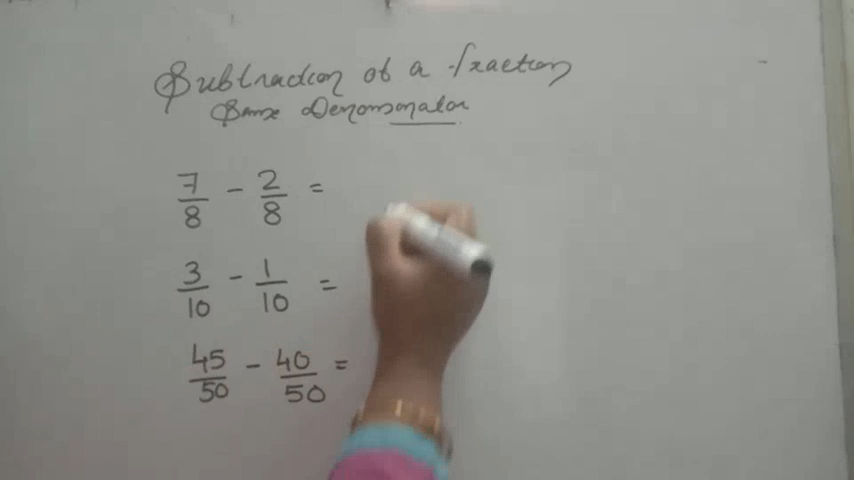 Subtraction of a fraction
Same Denominator
7/8 - 2/8 =
3/10 - 1/10 =
45/50 - 40/50 =